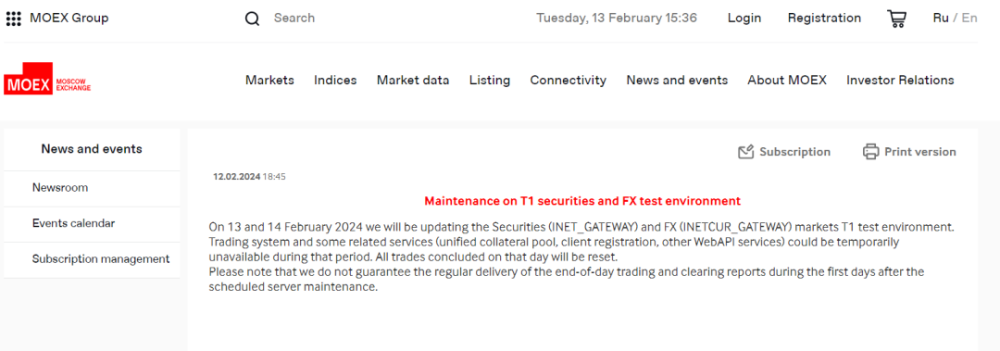 MOEX Group
Search
Tuesday, 13 February 15:36
Login
Registration
Ru / En
MOEX MOSCOW EXCHANGE
Markets
Indices
Market data
Listing
Connectivity
News and events
About MOEX
Investor Relations
News and events
Newsroom
Events calendar
Subscription management
Subscription
Print version
12.02.2024 18:45
Maintenance on T1 securities and FX test environment
On 13 and 14 February 2024 we will be updating the Securities (INET_GATEWAY) and FX (INETCUR_GATEWAY) markets T1 test environment.
Trading system and some related services (unified collateral pool, client registration, other WebAPI services) could be temporarily
unavailable during that period. All trades concluded on that day will be reset.
Please note that we do not guarantee the regular delivery of the end-of-day trading and clearing reports during the first days after the
scheduled server maintenance.